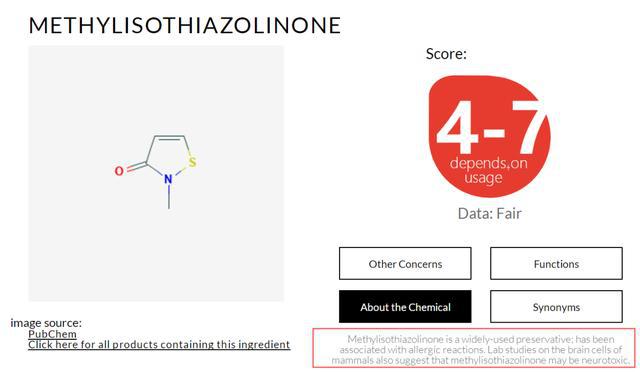 METHYLISOTHIAZOLINONE
Score:
4-7
depends,on
usage
Data: Fair
O
S
N
Other Concerns
Functions
About the Chemical
Synonyms
image source:
PubChem
Click here for all products containing this ingredient
Methylisothiazolinone is a widely-used preservative; has been
associated with allergic reactions. Lab studies on the brain cells of
mammals also suggest that methylisothiazolinone may be neurotoxic.